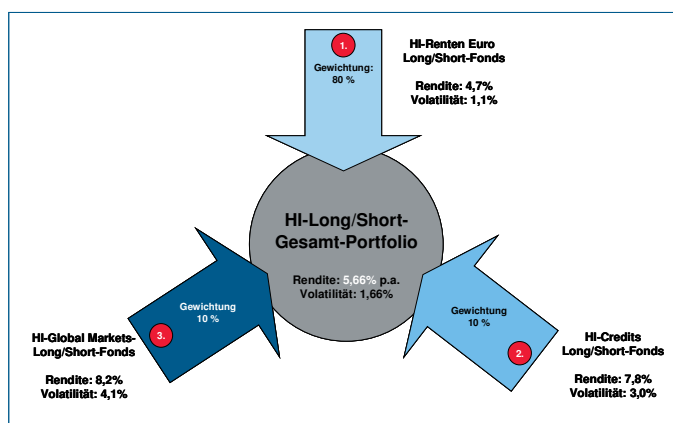 1.
Gewichtung:
80 %
HI-Renten Euro
Long/Short-Fonds
Rendite: 4,7%
Volatilität: 1,1%
HI-Long/Short-
Gesamt-Portfolio
Rendite: 5,66% p.a.
Volatilität: 1,66%
Gewichtung
10 %
3.
HI-Global Markets-
Long/Short-Fonds
Rendite: 8,2%
Volatilität: 4,1%
Gewichtung
10 %
2.
HI-Credits
Long/Short-Fonds
Rendite: 7,8%
Volatilität: 3,0%